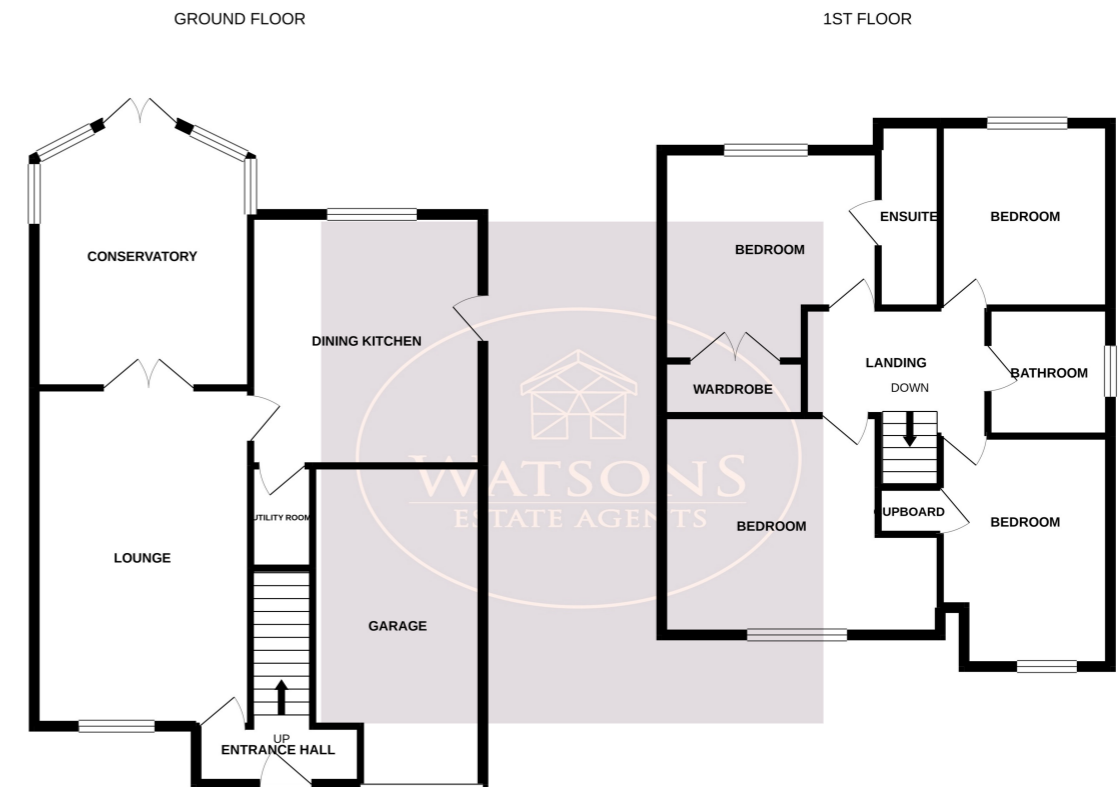 GROUND FLOOR
CONSERVATORY
DINING KITCHEN
UTILITY ROOM
LOUNGE
GARAGE
UP
ENTRANCE HALL
1ST FLOOR
ENSUITE
BEDROOM
BEDROOM
LANDING
DOWN
BATHROOM
WARDROBE
CUPBOARD
BEDROOM
BEDROOM
WATSONS
ESTATE AGENTS